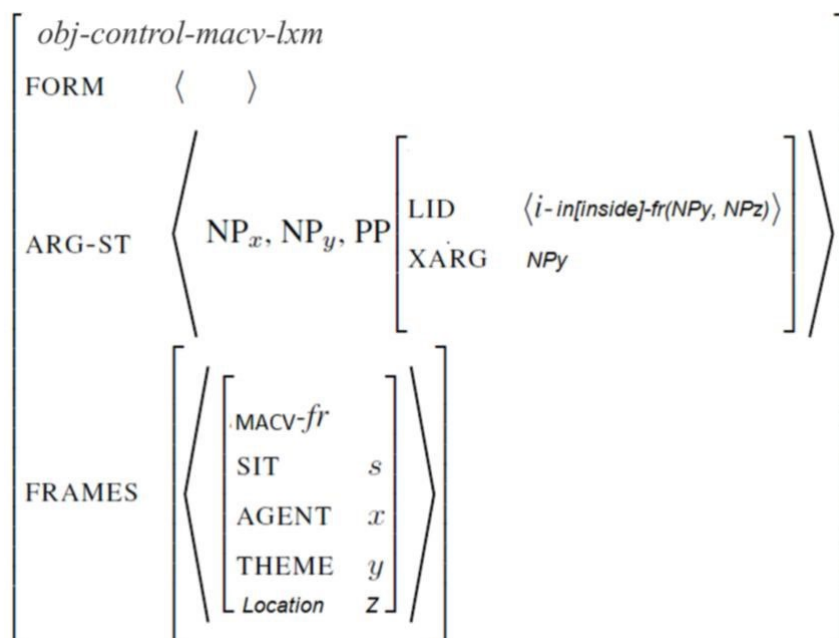 obj-control-macv-lxm
FORM ⟨ ⟩
ARG-ST ⟨ NPx, NPy, PP
LID ⟨i-in[inside]-fr(NPy, NPz)⟩
XARG NPy
FRAMES
MACV-fr
SIT s
AGENT x
THEME y
Location Z